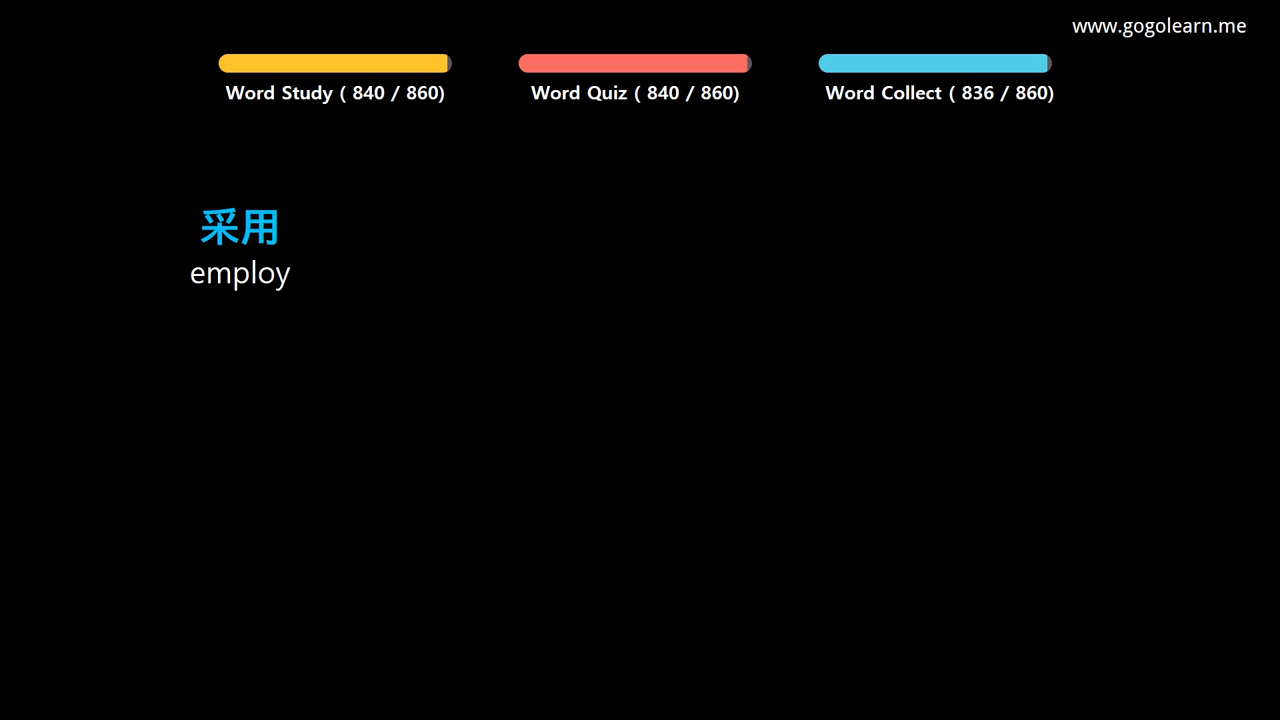 www.gogolearn.me
Word Study ( 840 / 860)
Word Quiz ( 840 / 860)
Word Collect ( 836 / 860)
采用
employ